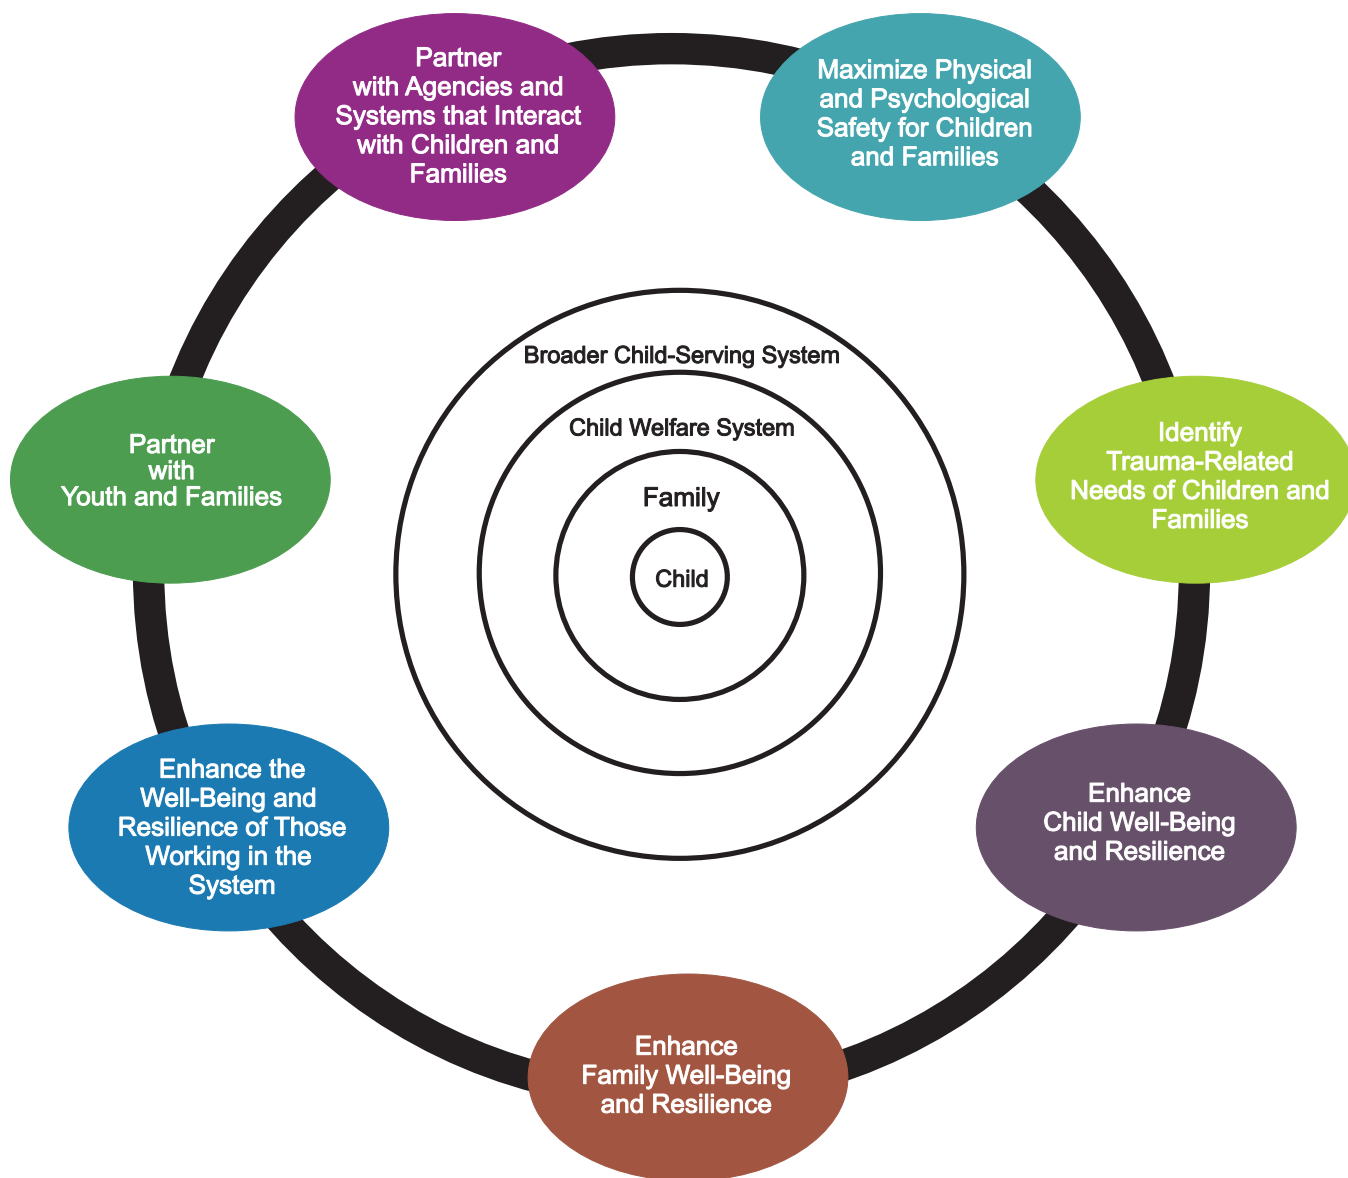 Partner
with Agencies and
Systems that Interact
with Children and
Families
Maximize Physical
and Psychological
Safety for Children
and Families
Broader Child-Serving System
Child Welfare System
Family
Child
Partner
with
Youth and Families
Identify
Trauma-Related
Needs of Children and
Families
Enhance the
Well-Being and
Resilience of Those
Working in the
System
Enhance
Child Well-Being
and Resilience
Enhance
Family Well-Being
and Resilience